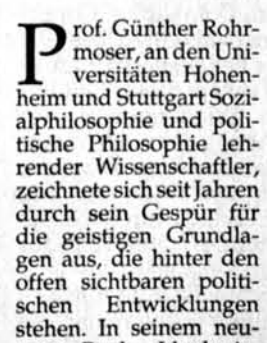 Prof. Günther Rohr-
moser, an den Uni-
versitäten Hohen-
heim und Stuttgart Sozi-
alphilosophie und poli-
tische Philosophie leh-
render Wissenschaftler,
zeichnete sich seit Jahren
durch sein Gespür für
die geistigen Grundla-
gen aus, die hinter den
offen sichtbaren politi-
schen Entwicklungen
stehen. In seinem neu-